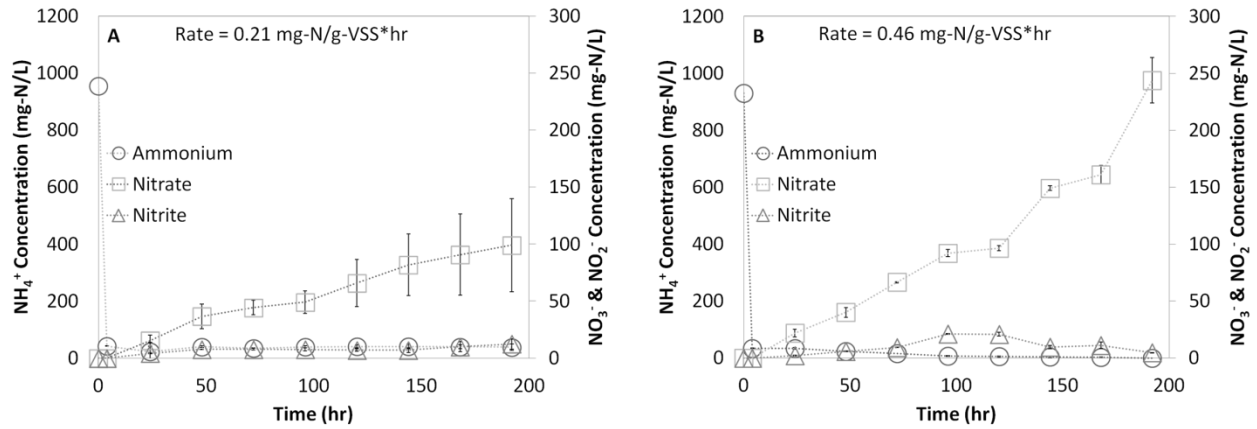 A
Rate = 0.21 mg-N/g-VSS*hr
NH₄⁺ Concentration (mg-N/L)
1200
1000
800
600
400
200
0
Ammonium
Nitrate
Nitrite
300
250
200
150
100
50
0
NO₃⁻ & NO₂⁻ Concentration (mg-N/L)
0 50 100 150 200
Time (hr)
B
Rate = 0.46 mg-N/g-VSS*hr
NH₄⁺ Concentration (mg-N/L)
1200
1000
800
600
400
200
0
Ammonium
Nitrate
Nitrite
300
250
200
150
100
50
0
NO₃⁻ & NO₂⁻ Concentration (mg-N/L)
0 50 100 150 200
Time (hr)